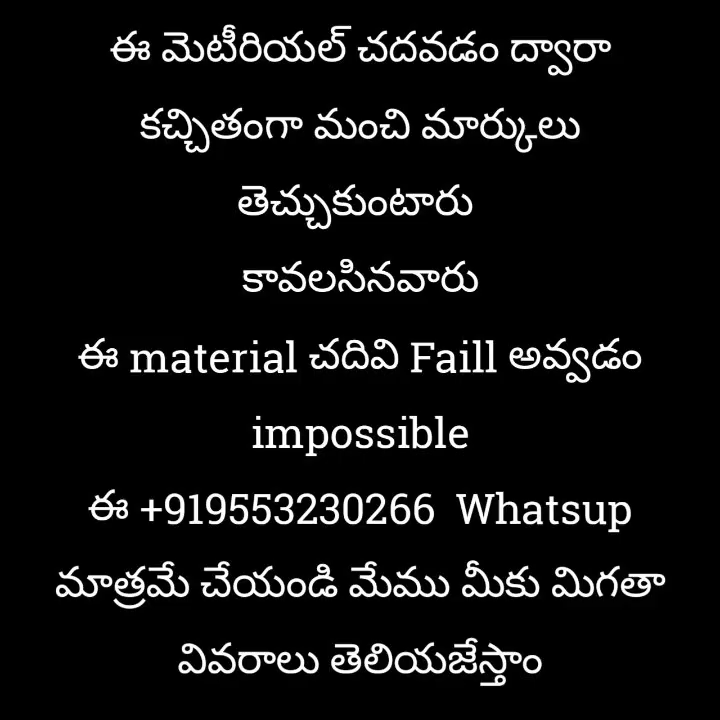 ఈ మెటీరియల్ చదవడం ద్వారా
కచ్చితంగా మంచి మార్కులు
తెచ్చుకుంటారు
కావలసినవారు
ఈ material చదివి Faill అవ్వడం
impossible
ఈ +919553230266 Whatsup
మాత్రమే చేయండి మేము మీకు మిగతా
వివరాలు తెలియజేస్తాం